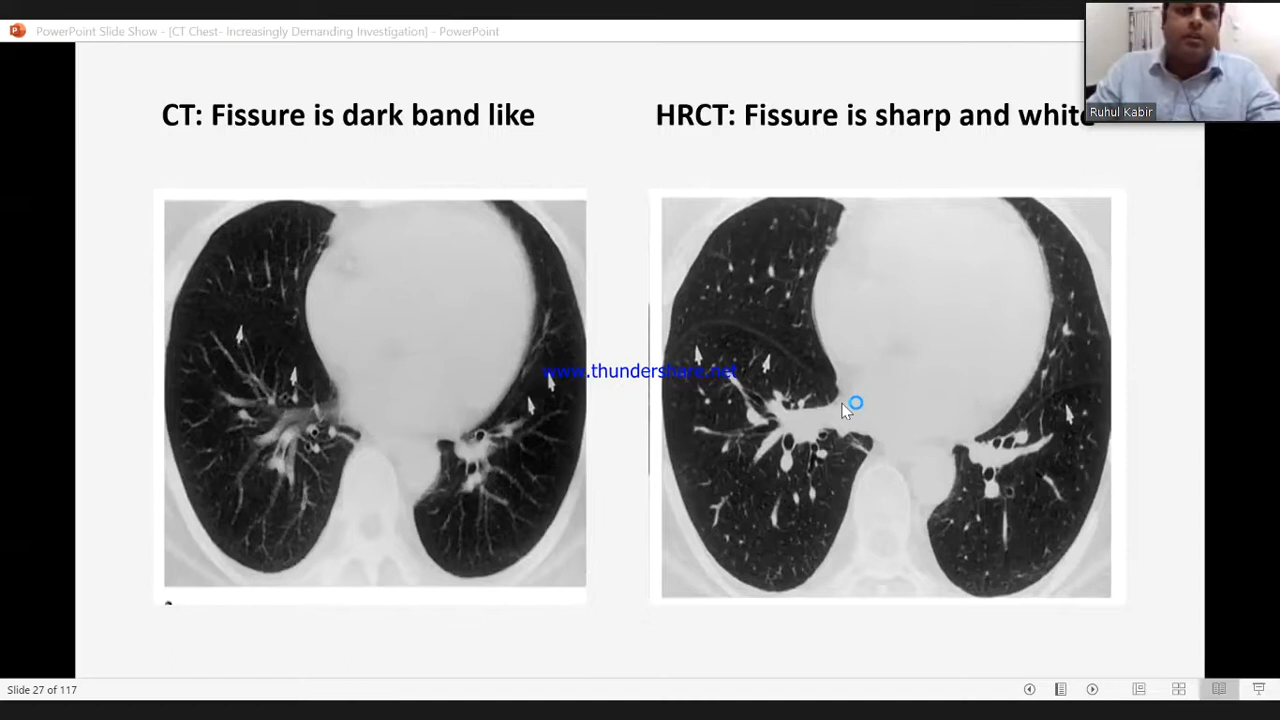 PowerPoint Slide Show - [CT Chest- Increasingly Demanding Investigation] - PowerPoint
CT: Fissure is dark band like
HRCT: Fissure is sharp and white
Ruhul Kabir
www.thundershare.net
Slide 27 of 117